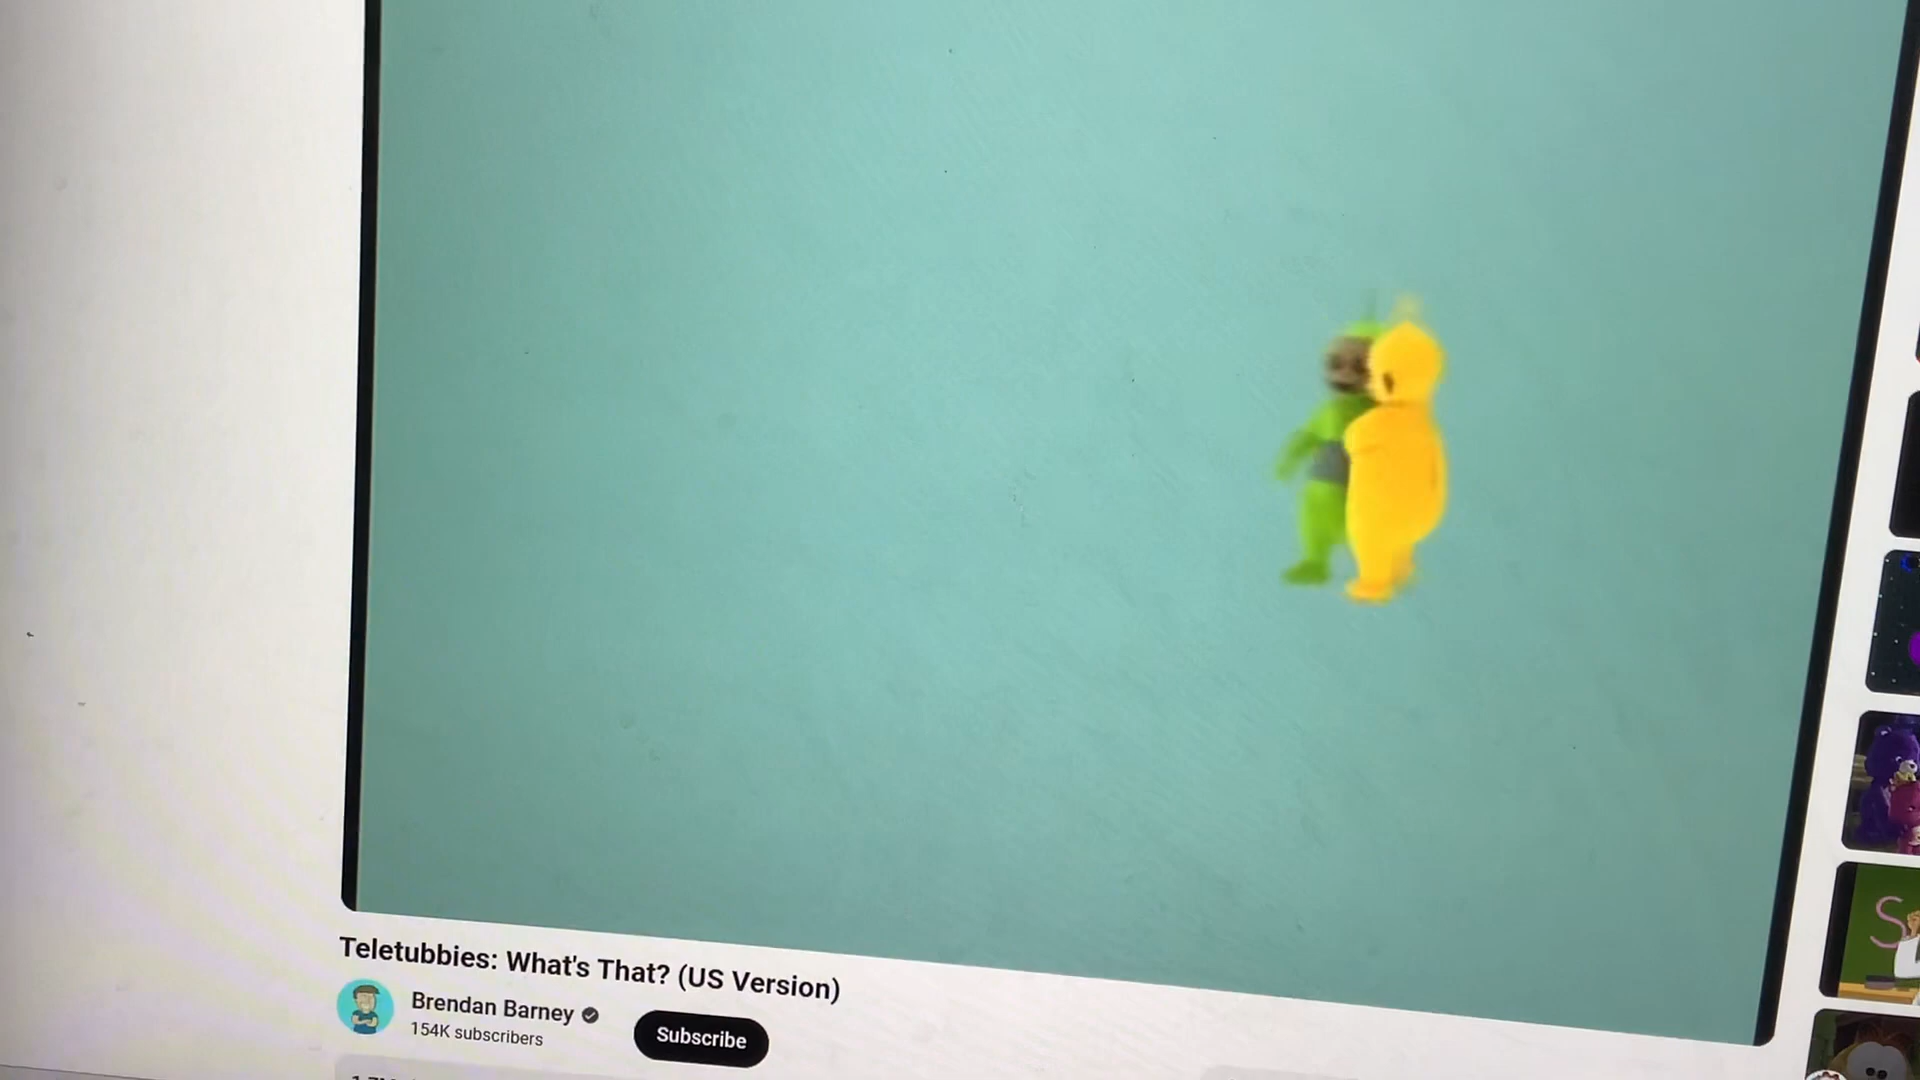 Teletubbies: What's That? (US Version)
Brendan Barney
154K subscribers
Subscribe
S